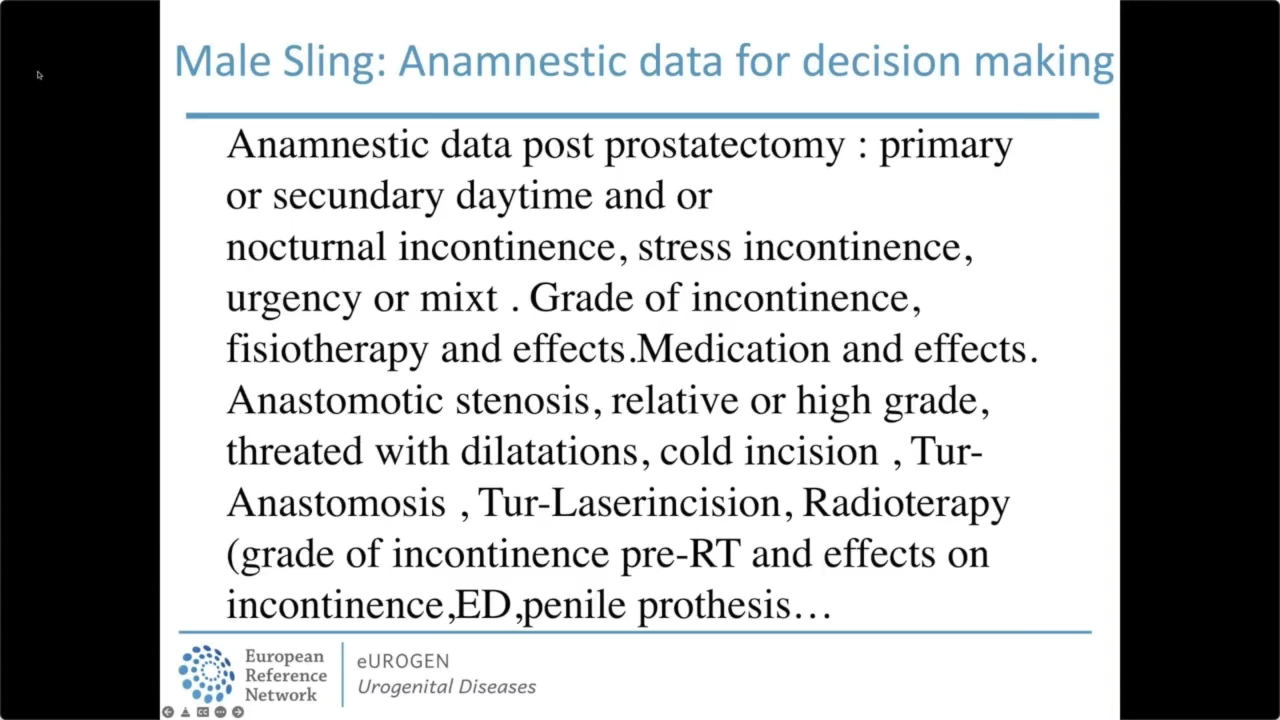 Male Sling: Anamnestic data for decision making
Anamnestic data post prostatectomy : primary
or secundary daytime and or
nocturnal incontinence, stress incontinence,
urgency or mixt . Grade of incontinence,
fisiotherapy and effects.Medication and effects.
Anastomotic stenosis, relative or high grade,
threated with dilatations, cold incision , Tur-
Anastomosis , Tur-Laserincision, Radioterapy
(grade of incontinence pre-RT and effects on
incontinence,ED,penile prothesis…
European
Reference
Network
eUROGEN
Urogenital Diseases